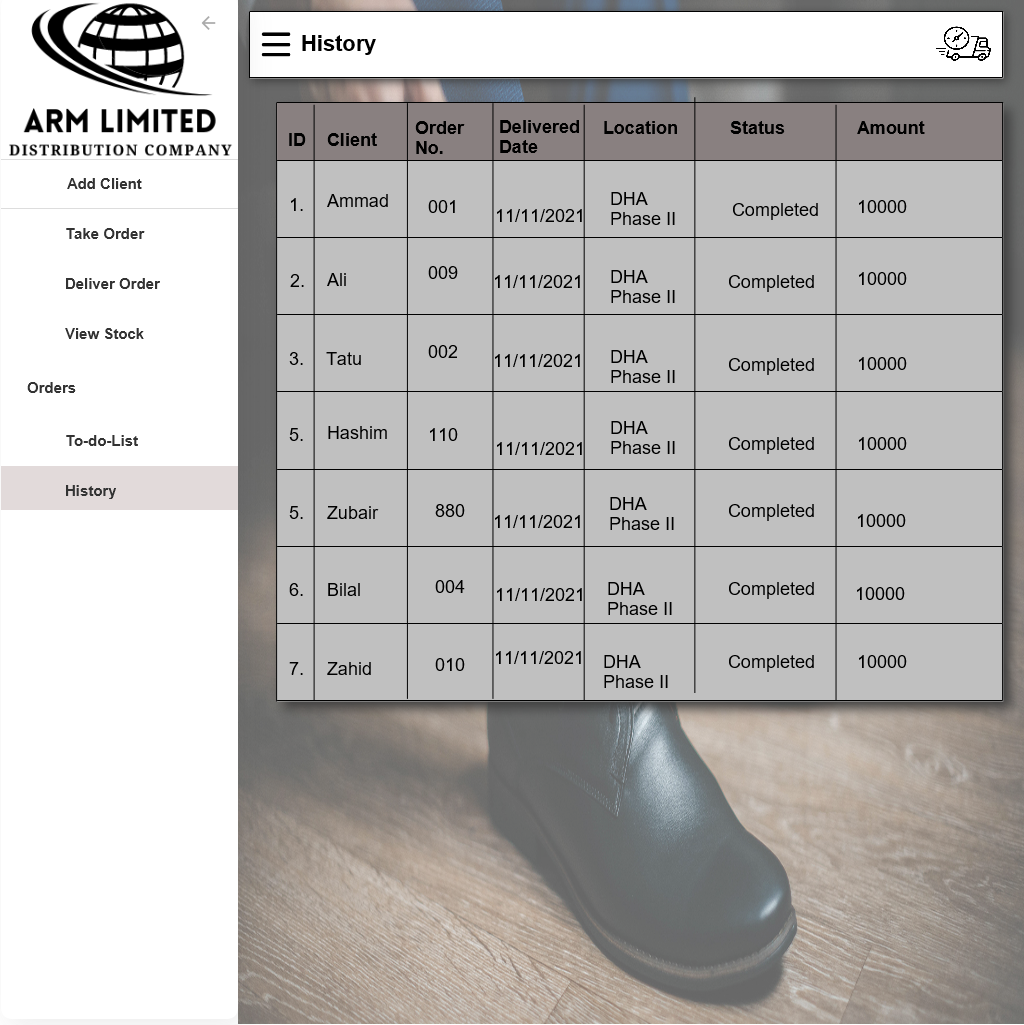 ARM LIMITED
DISTRIBUTION COMPANY
Add Client
Take Order
Deliver Order
View Stock
Orders
To-do-List
History
History
ID Client Order No. Delivered Date Location Status Amount
1. Ammad 001 11/11/2021 DHA Phase II Completed 10000
2. Ali 009 11/11/2021 DHA Phase II Completed 10000
3. Tatu 002 11/11/2021 DHA Phase II Completed 10000
5. Hashim 110 11/11/2021 DHA Phase II Completed 10000
5. Zubair 880 11/11/2021 DHA Phase II Completed 10000
6. Bilal 004 11/11/2021 DHA Phase II Completed 10000
7. Zahid 010 11/11/2021 DHA Phase II Completed 10000